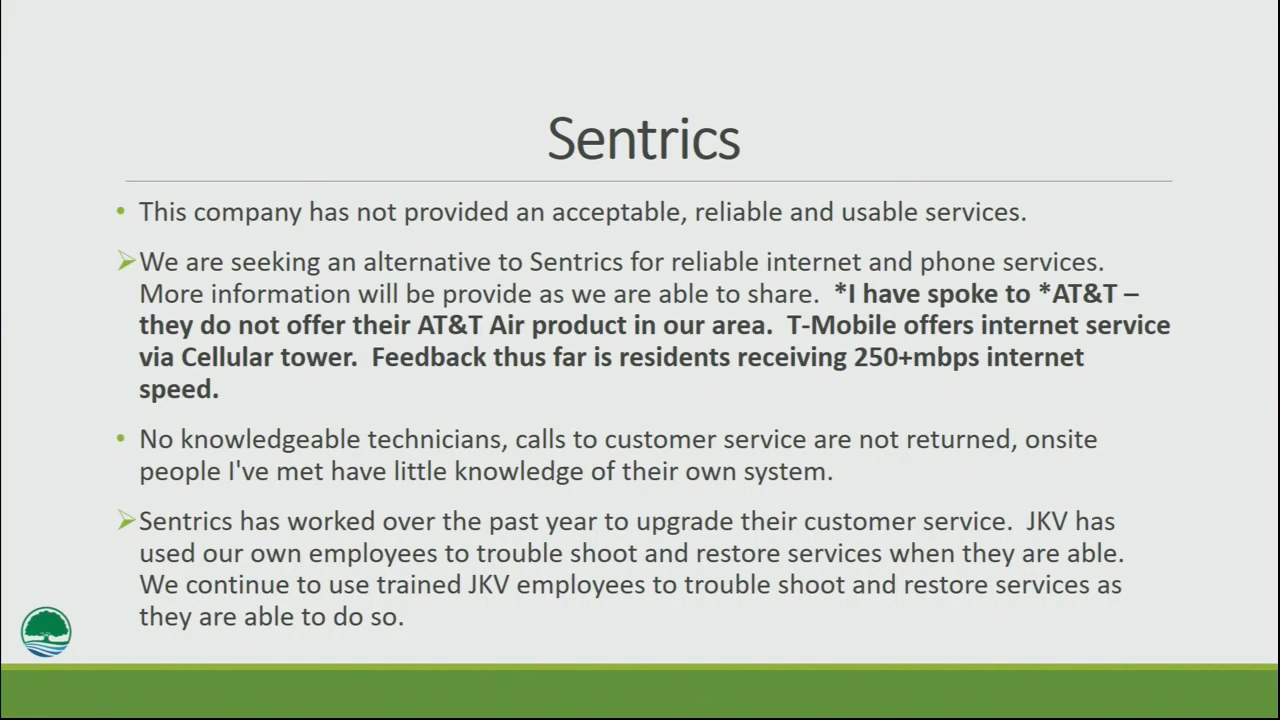 Sentrics
• This company has not provided an acceptable, reliable and usable services.
➢We are seeking an alternative to Sentrics for reliable internet and phone services.
More information will be provide as we are able to share.  *I have spoke to *AT&T –
they do not offer their AT&T Air product in our area.  T-Mobile offers internet service
via Cellular tower.  Feedback thus far is residents receiving 250+mbps internet
speed.
• No knowledgeable technicians, calls to customer service are not returned, onsite
people I've met have little knowledge of their own system.
➢Sentrics has worked over the past year to upgrade their customer service.  JKV has
used our own employees to trouble shoot and restore services when they are able.
We continue to use trained JKV employees to trouble shoot and restore services as
they are able to do so.